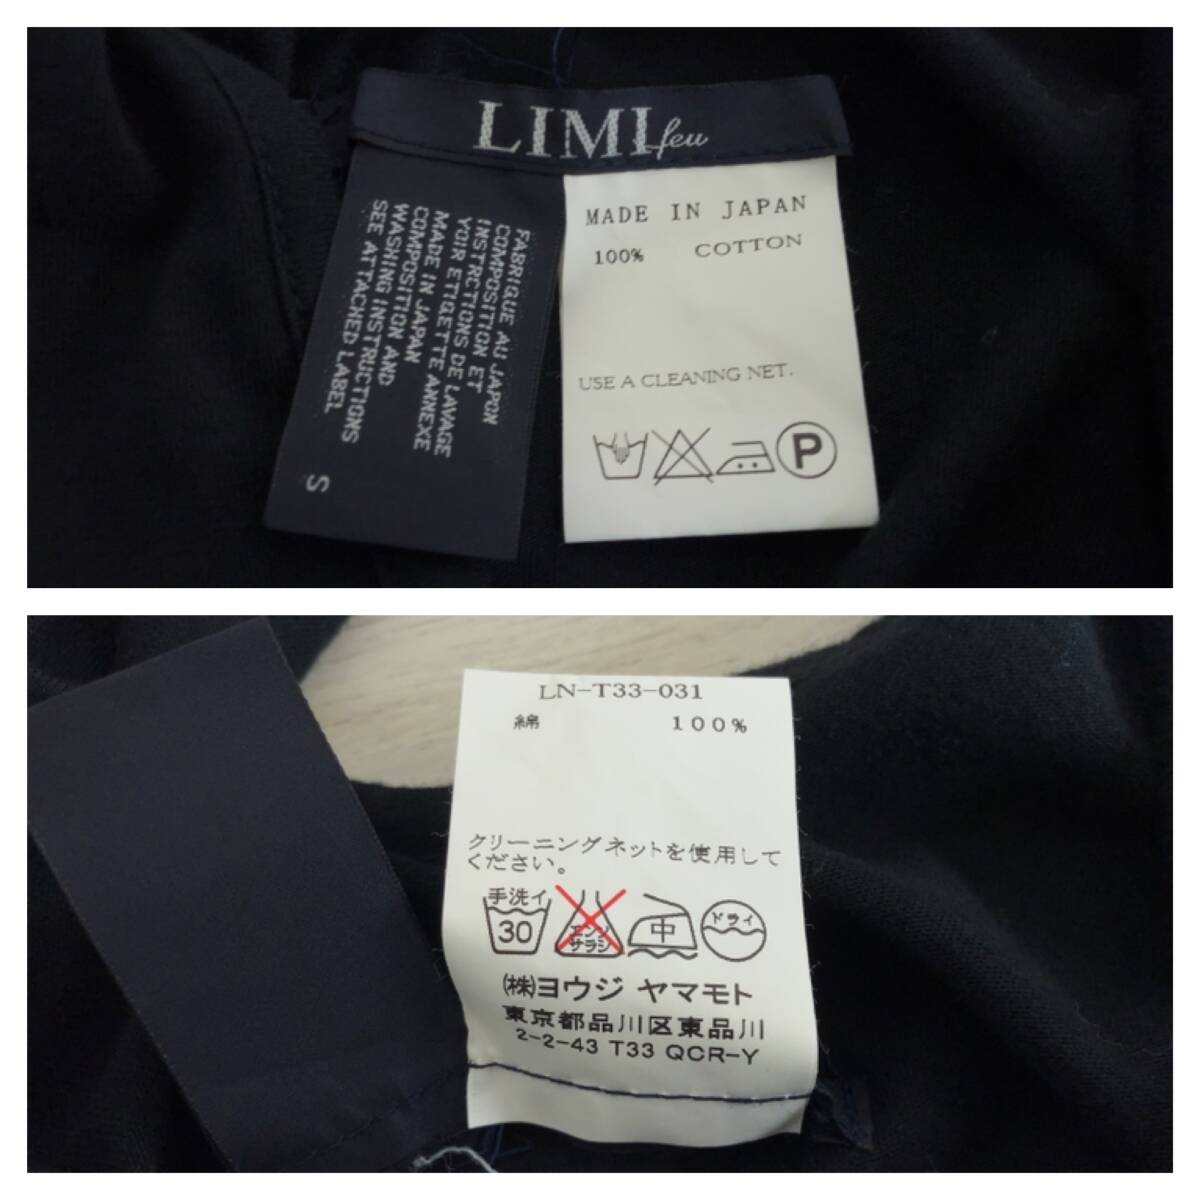 LIMI feu
FABRIQUE AU JAPON
COMPOSITION ET
INSTRCTIONS DE LAVAGE
YOIR ETIQETTE ANNEXE
MADE IN JAPAN
COMPOSITION AND
WASHING INSTRUCTIONS
SEE ATTACHED LABEL
S
MADE IN JAPAN
100% COTTON
USE A CLEANING NET.
P
LN-T33-031
綿 100%
クリーニングネットを使用して
ください。
手洗イ
30
エンソ
サラシ
中
ドライ
㈱ヨウジ ヤマモト
東京都品川区東品川
2-2-43 T33 QCR-Y